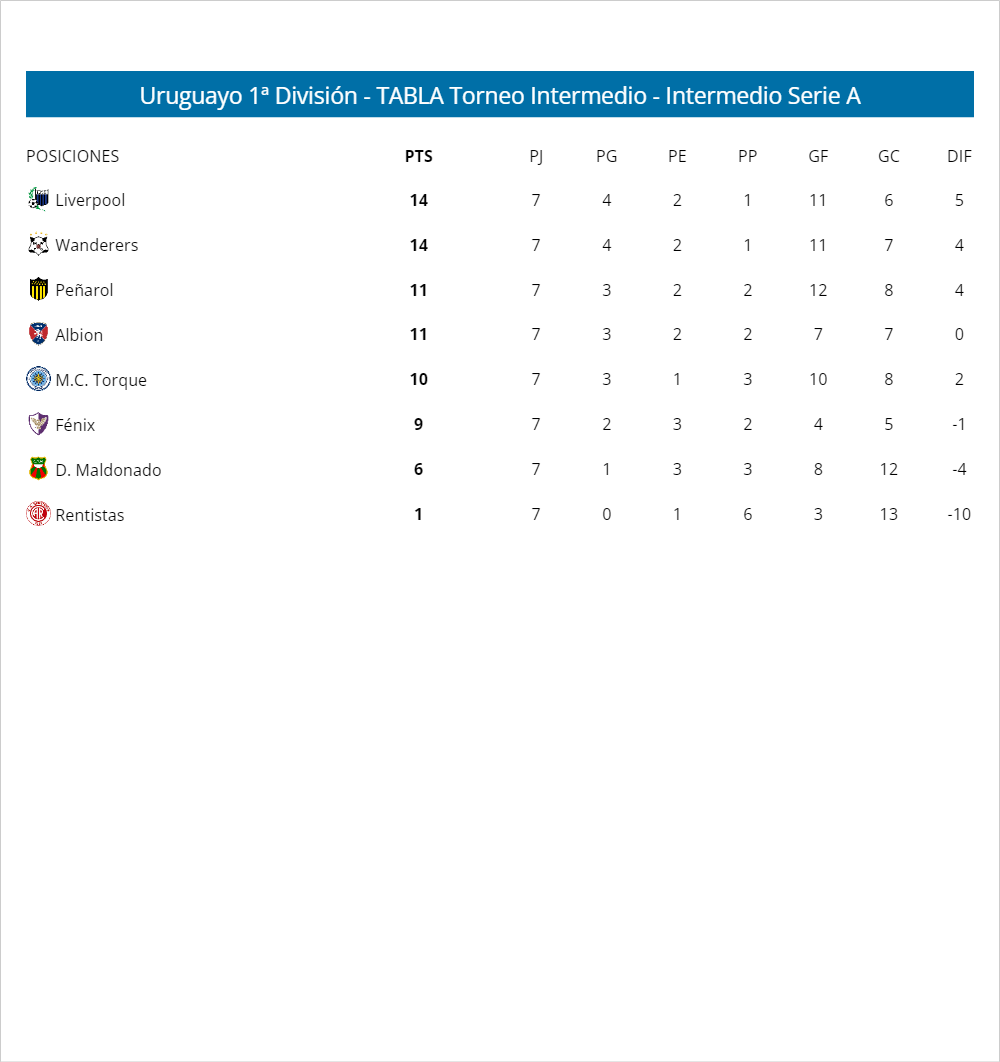 Uruguayo 1ª División - TABLA Torneo Intermedio - Intermedio Serie A
POSICIONES PTS PJ PG PE PP GF GC DIF
Liverpool 14 7 4 2 1 11 6 5
Wanderers 14 7 4 2 1 11 7 4
Peñarol 11 7 3 2 2 12 8 4
Albion 11 7 3 2 2 7 7 0
M.C. Torque 10 7 3 1 3 10 8 2
Fénix 9 7 2 3 2 4 5 -1
D. Maldonado 6 7 1 3 3 8 12 -4
Rentistas 1 7 0 1 6 3 13 -10